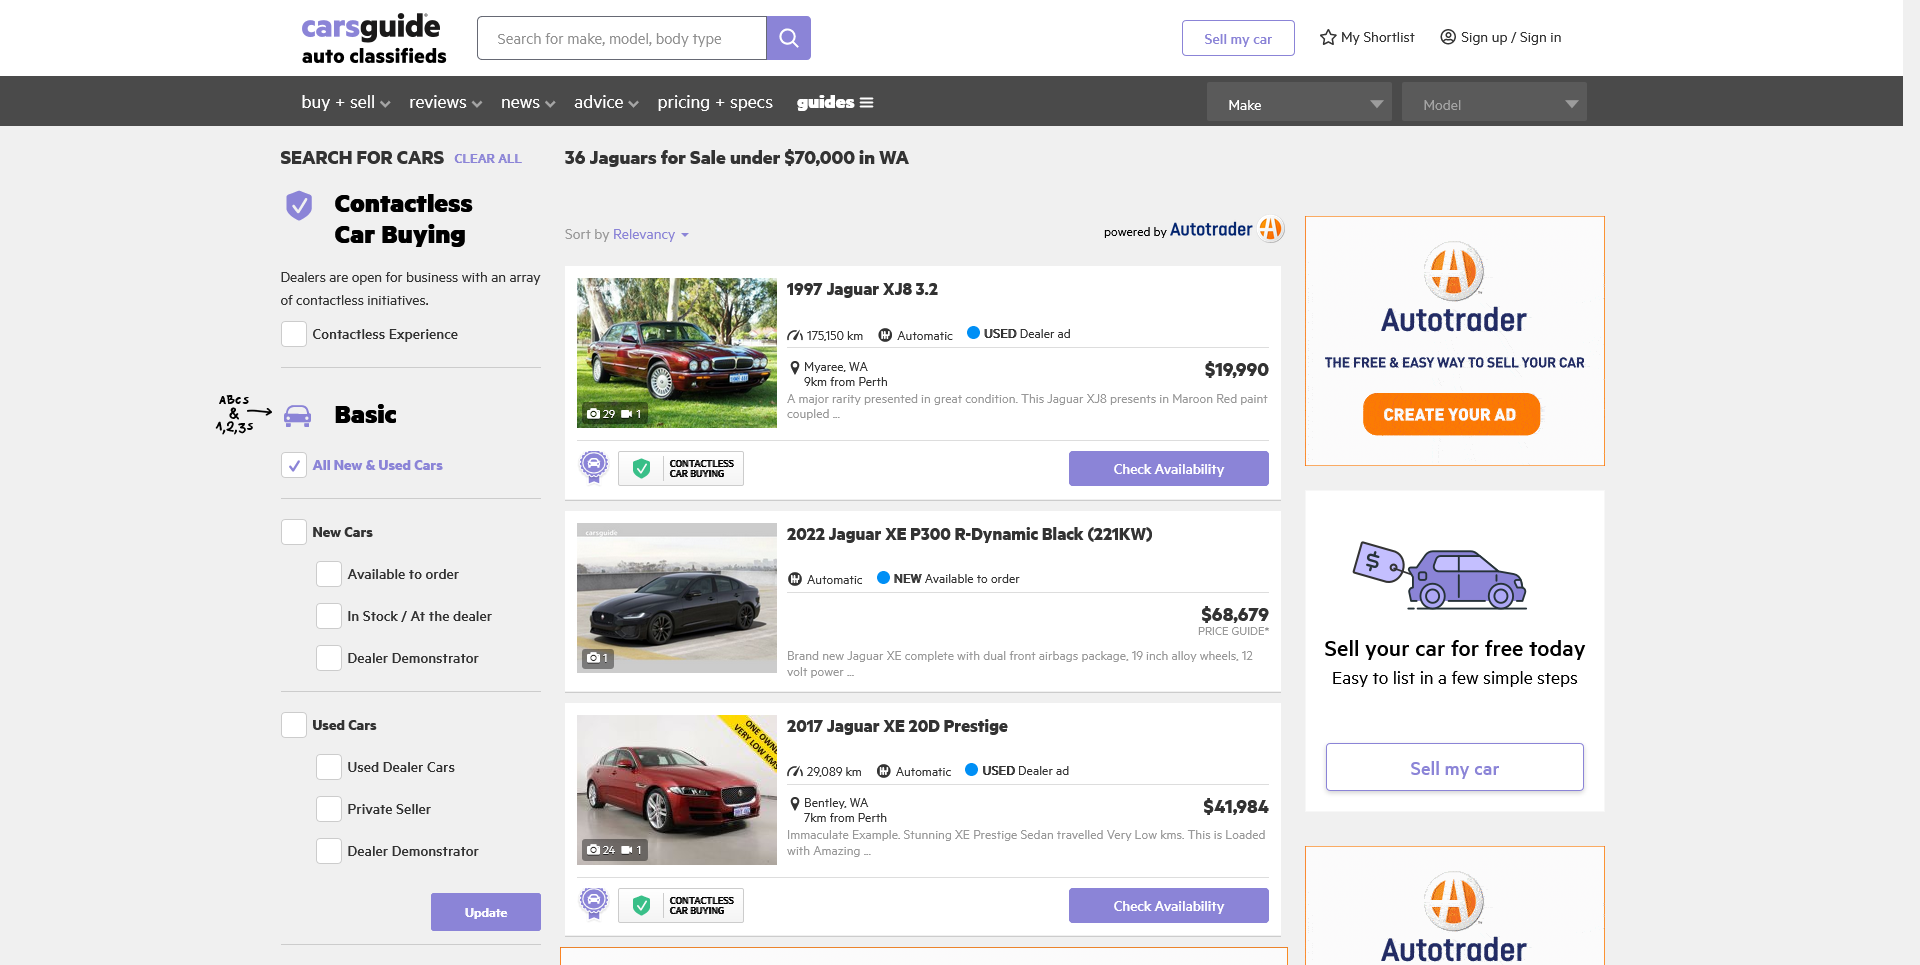 carsguide
auto classifieds
Search for make, model, body type
Sell my car
My Shortlist
Sign up / Sign in
buy + sell
reviews
news
advice
pricing + specs
guides
Make
Model
SEARCH FOR CARS CLEAR ALL
Contactless
Car Buying
Dealers are open for business with an array
of contactless initiatives.
Contactless Experience
ABCs
&
1,2,3s
Basic
All New & Used Cars
New Cars
Available to order
In Stock / At the dealer
Dealer Demonstrator
Used Cars
Used Dealer Cars
Private Seller
Dealer Demonstrator
Update
36 Jaguars for Sale under $70,000 in WA
Sort by Relevancy
powered by Autotrader
1997 Jaguar XJ8 3.2
175,150 km
Automatic
USED Dealer ad
Myaree, WA
9km from Perth
$19,990
A major rarity presented in great condition. This Jaguar XJ8 presents in Maroon Red paint
coupled ...
29 1
CONTACTLESS
CAR BUYING
Check Availability
carsguide
2022 Jaguar XE P300 R-Dynamic Black (221KW)
Automatic
NEW Available to order
$68,679
PRICE GUIDE*
Brand new Jaguar XE complete with dual front airbags package, 19 inch alloy wheels, 12
volt power ...
1
ONE OWNE
VERY LOW KMS
2017 Jaguar XE 20D Prestige
29,089 km
Automatic
USED Dealer ad
Bentley, WA
7km from Perth
$41,984
Immaculate Example. Stunning XE Prestige Sedan travelled Very Low kms. This is Loaded
with Amazing ...
24 1
CONTACTLESS
CAR BUYING
Check Availability
Autotrader
THE FREE & EASY WAY TO SELL YOUR CAR
CREATE YOUR AD
$
Sell your car for free today
Easy to list in a few simple steps
Sell my car
Autotrader